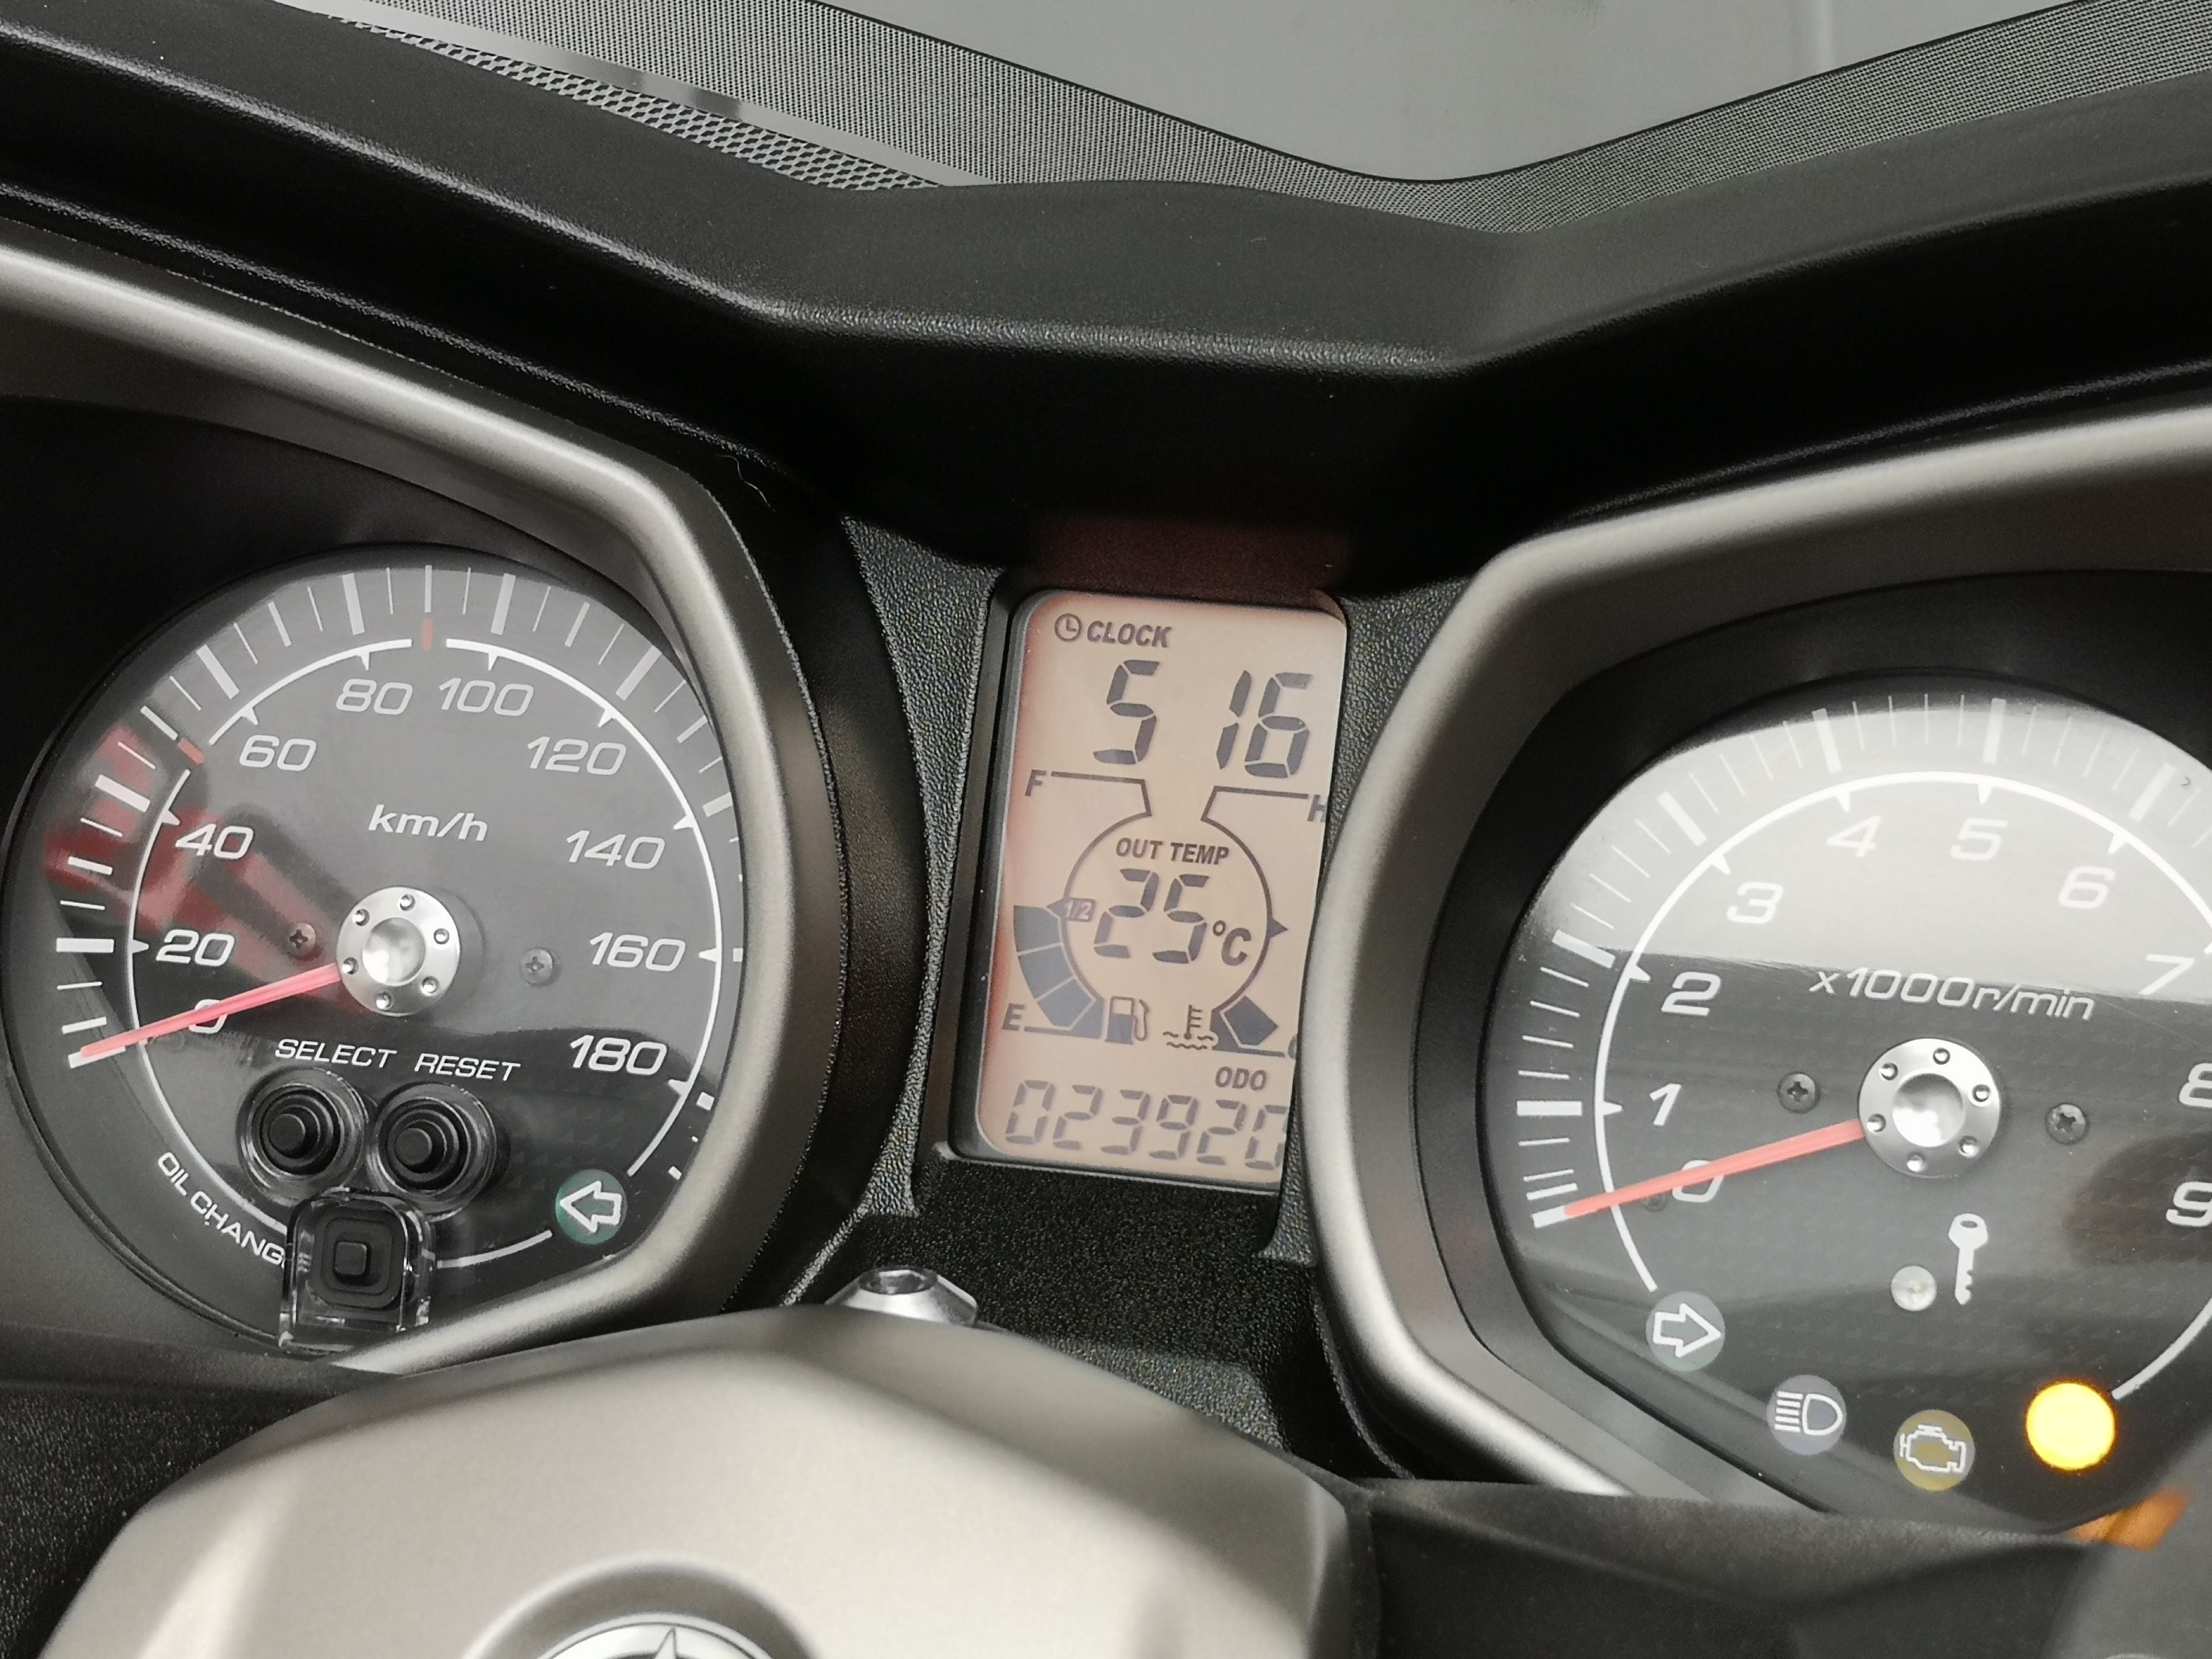 CLOCK
5 16
F
H
OUT TEMP
1/2
25°C
E
ODO
023920
0
20
40
60
80
100
120
140
160
180
km/h
SELECT RESET
OIL CHANG
0
1
2
3
4
5
6
7
8
9
x1000r/min